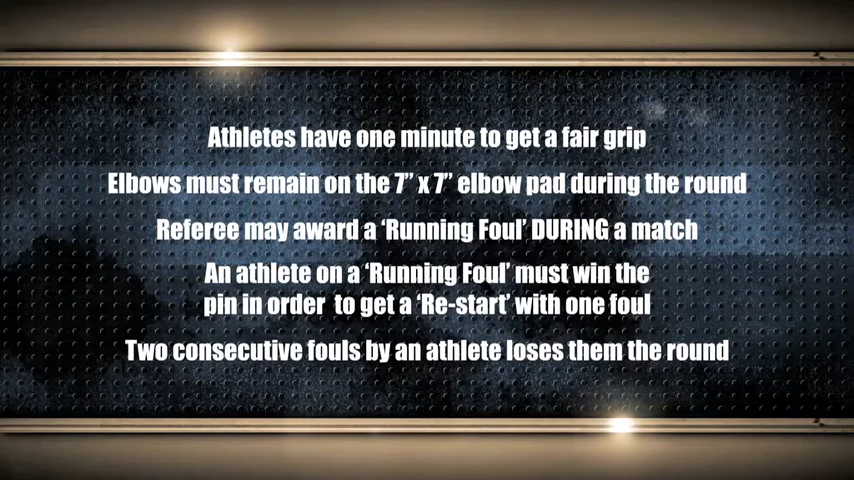 Athletes have one minute to get a fair grip
Elbows must remain on the 7” x 7” elbow pad during the round
Referee may award a ‘Running Foul’ DURING a match
An athlete on a ‘Running Foul’ must win the
pin in order to get a ‘Re-start’ with one foul
Two consecutive fouls by an athlete loses them the round